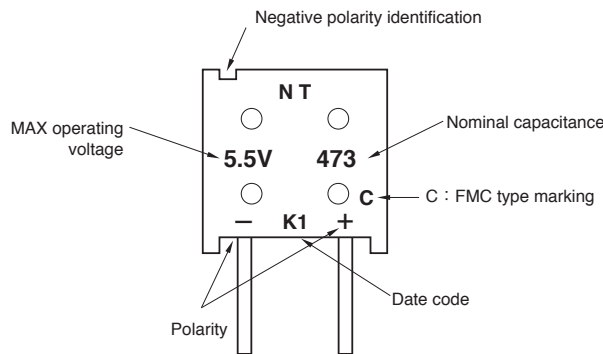 Negative polarity identification
N T
MAX operating
voltage
Nominal capacitance
5.5V 473
C
C : FMC type marking
− K1 +
Date code
Polarity